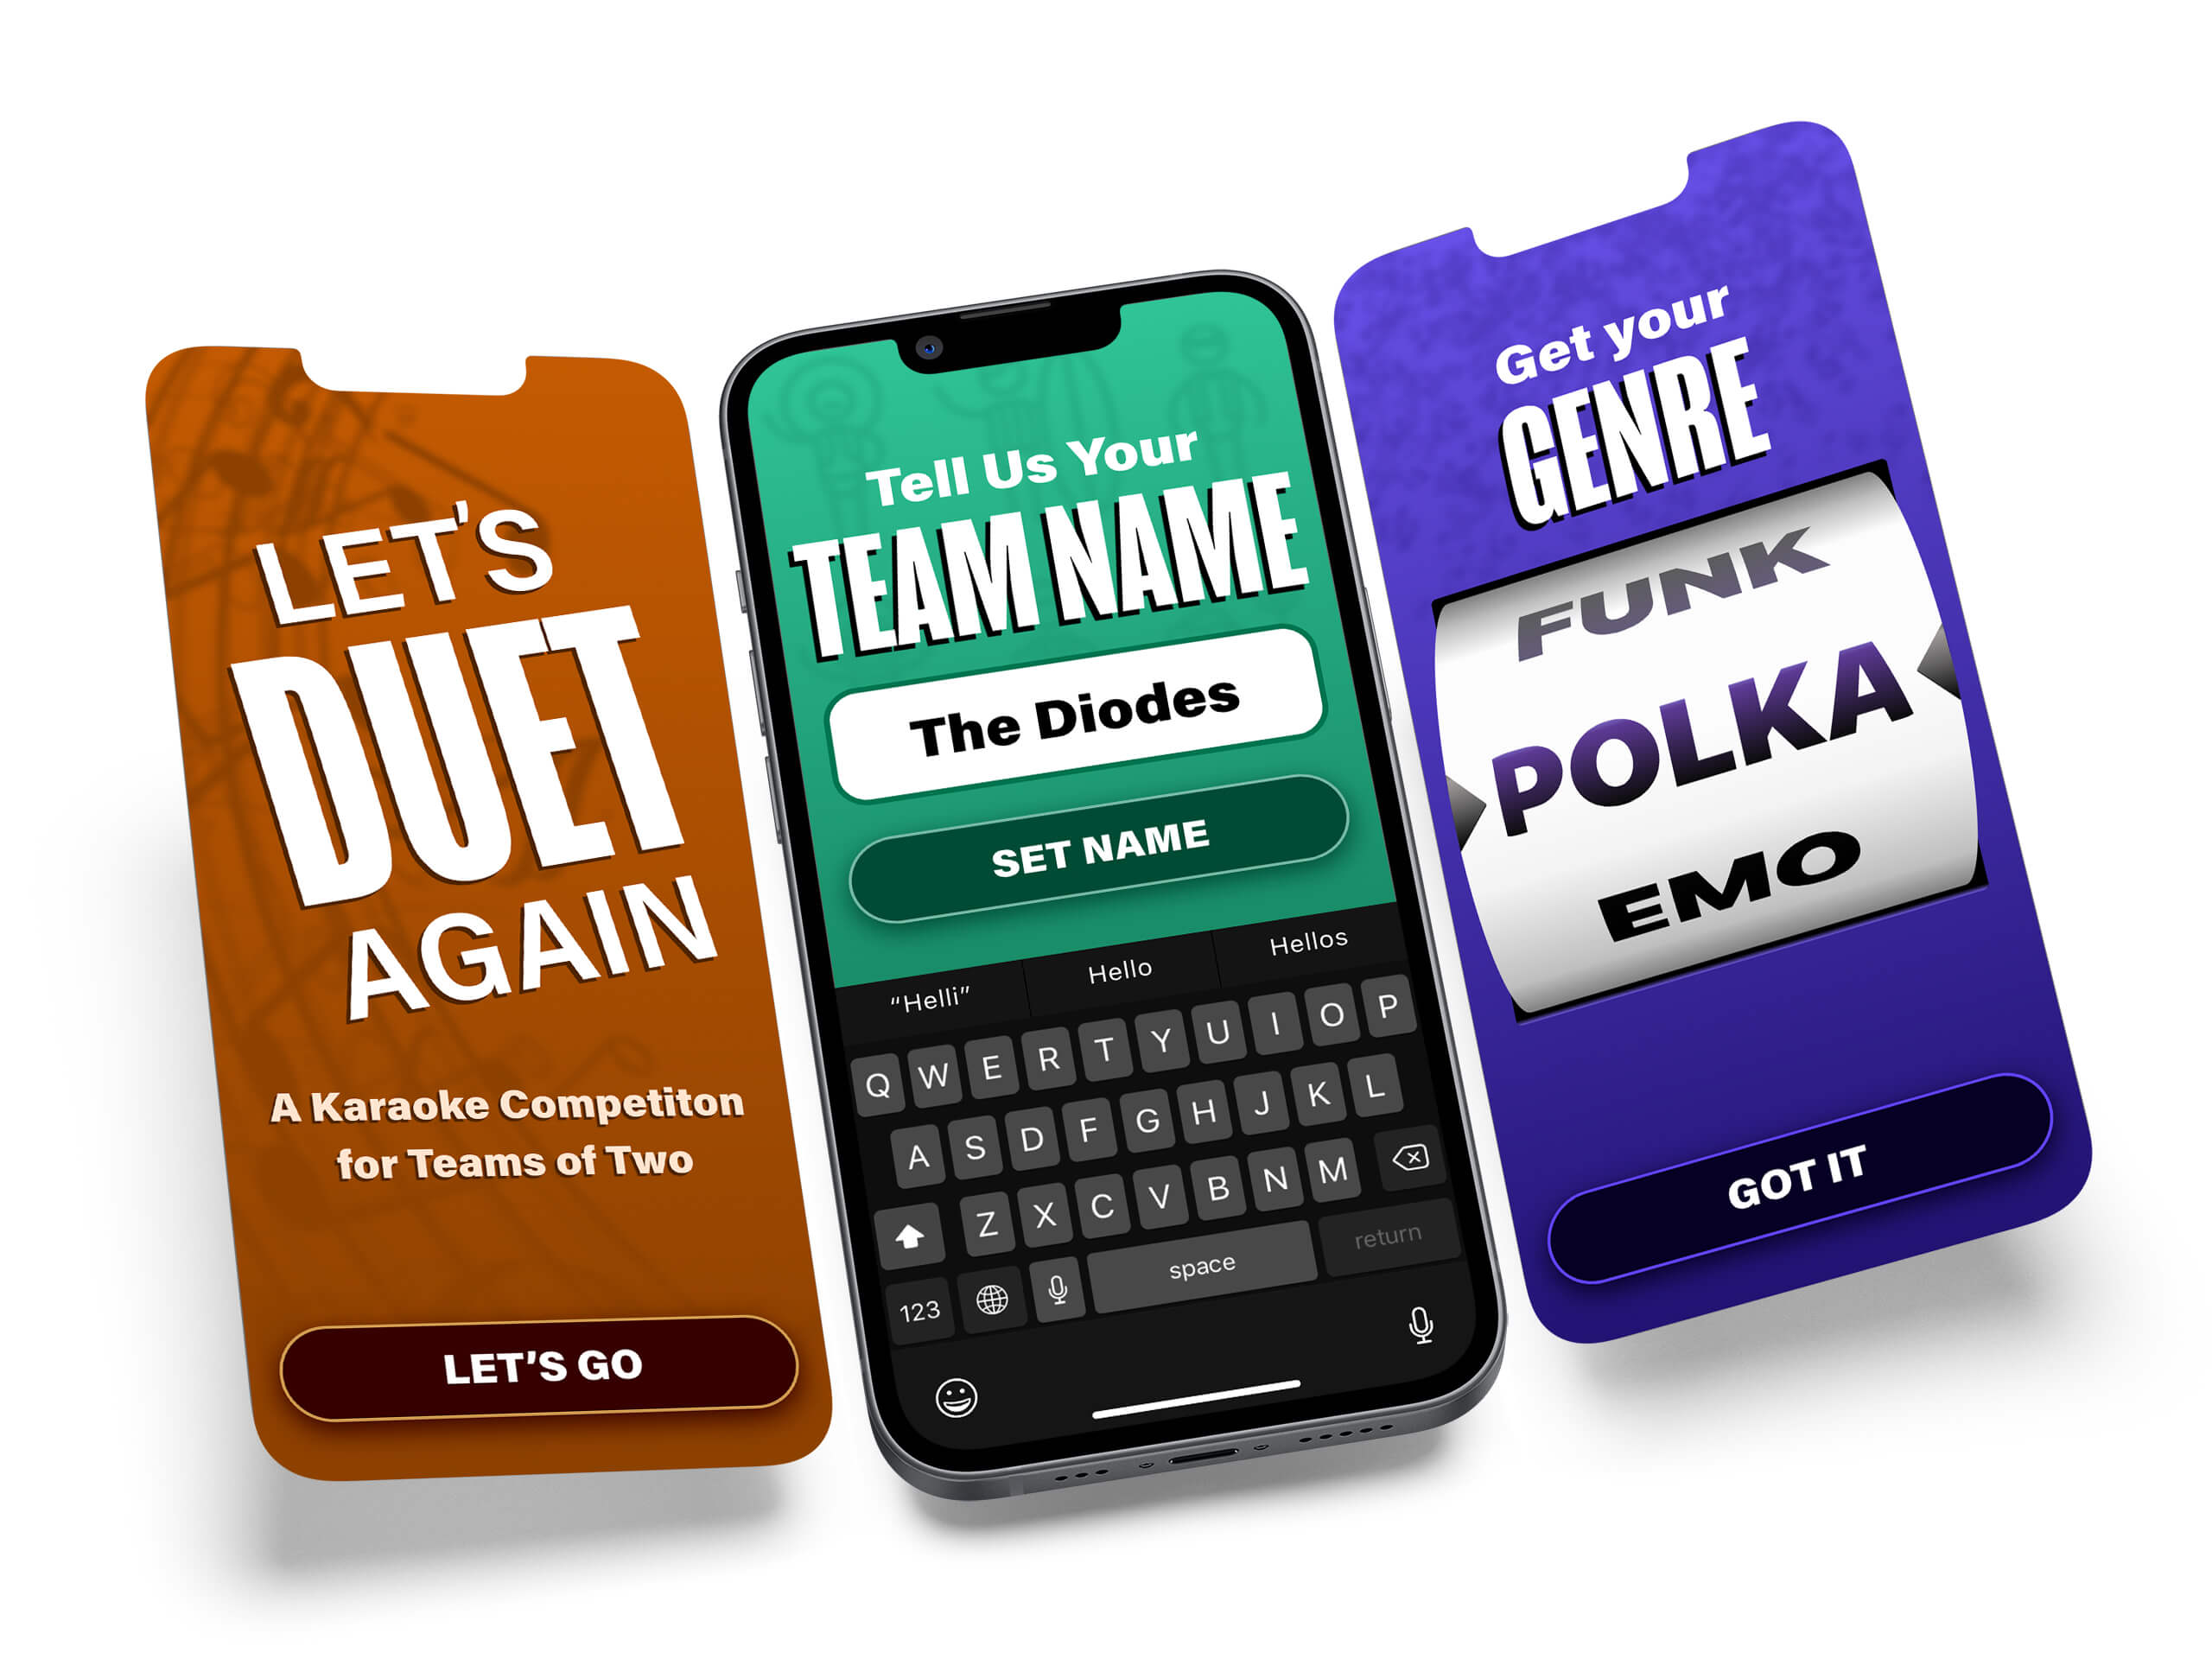 LET'S
DUET
AGAIN
A Karaoke Competiton
for Teams of Two
LET'S GO
Tell Us Your
TEAM NAME
The Diodes
SET NAME
“Helli” Hello Hellos
Q W E R T Y U I O P
A S D F G H J K L
Z X C V B N M
123 space return
Get your
GENRE
FUNK
POLKA
EMO
GOT IT